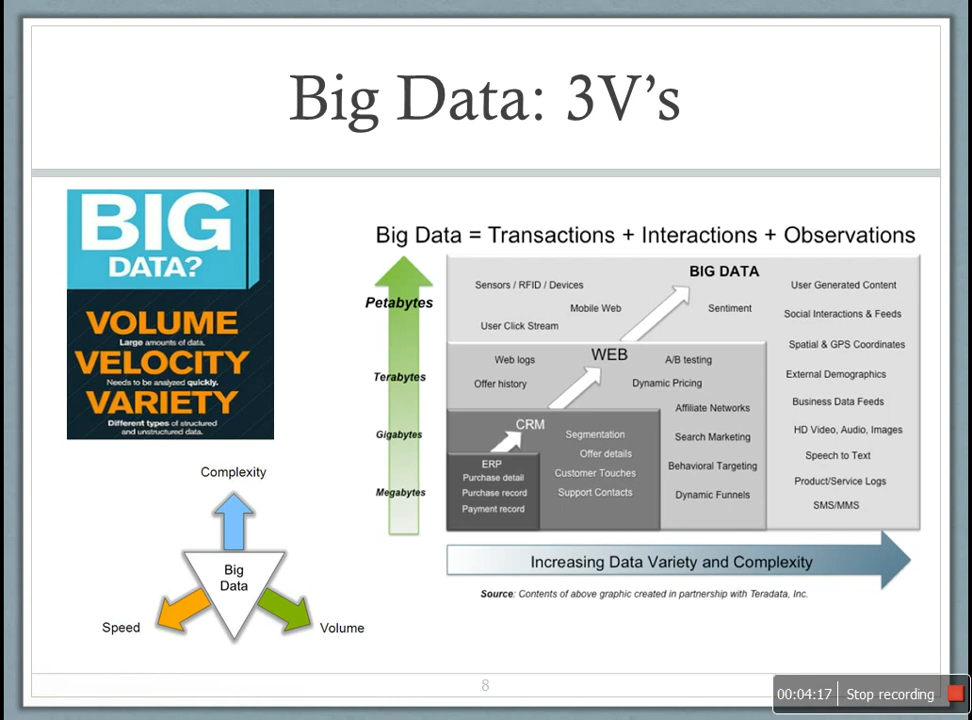 Big Data: 3V's
BIG
DATA?
VOLUME
Large amounts of data.
VELOCITY
Needs to be analyzed quickly.
VARIETY
Different types of structured
and unstructured data.
Complexity
Big
Data
Speed
Volume
Big Data = Transactions + Interactions + Observations
Petabytes
Terabytes
Gigabytes
Megabytes
BIG DATA
Sensors / RFID / Devices
Mobile Web
User Click Stream
Sentiment
User Generated Content
Social Interactions & Feeds
Spatial & GPS Coordinates
External Demographics
Business Data Feeds
HD Video, Audio, Images
Speech to Text
Product/Service Logs
SMS/MMS
WEB
Web logs
Offer history
A/B testing
Dynamic Pricing
Affiliate Networks
Search Marketing
Behavioral Targeting
Dynamic Funnels
CRM
Segmentation
Offer details
Customer Touches
Support Contacts
ERP
Purchase detail
Purchase record
Payment record
Increasing Data Variety and Complexity
Source: Contents of above graphic created in partnership with Teradata, Inc.
8
00:04:17 Stop recording